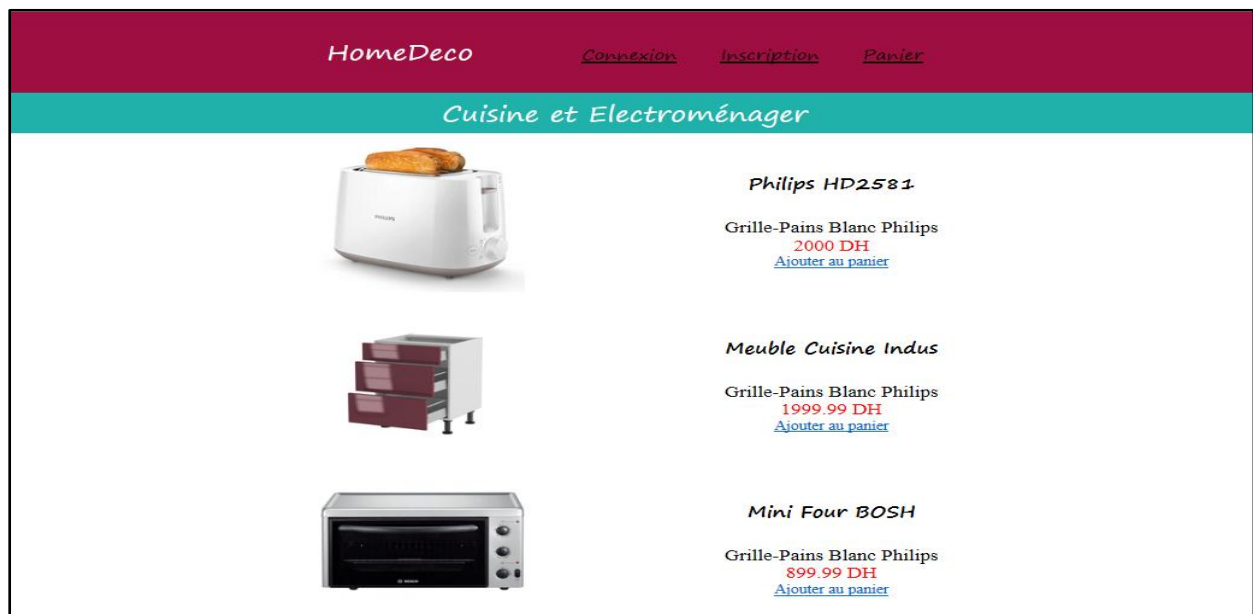 HomeDeco Connexion Inscription Panier
Cuisine et Electroménager
PHILIPS
Philips HD2581
Grille-Pains Blanc Philips
2000 DH
Ajouter au panier
Meuble Cuisine Indus
Grille-Pains Blanc Philips
1999.99 DH
Ajouter au panier
BOSCH
Mini Four BOSH
Grille-Pains Blanc Philips
899.99 DH
Ajouter au panier